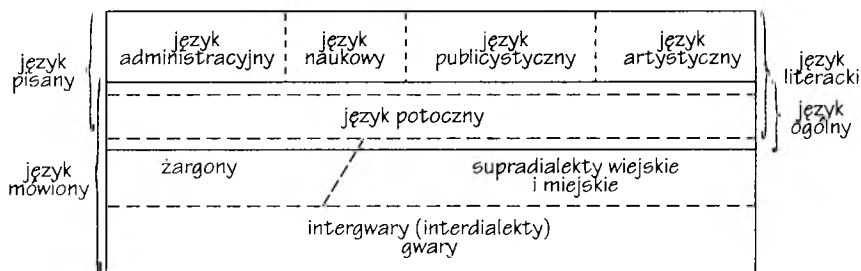 język
pisany
język
administracyjny
język
naukowy
język
publicystyczny
język
artystyczny
język
literacki
język potoczny
język
ogólny
język
mówiony
żargony
supradialekty wiejskie
i miejskie
intergwary (interdialekty)
gwary